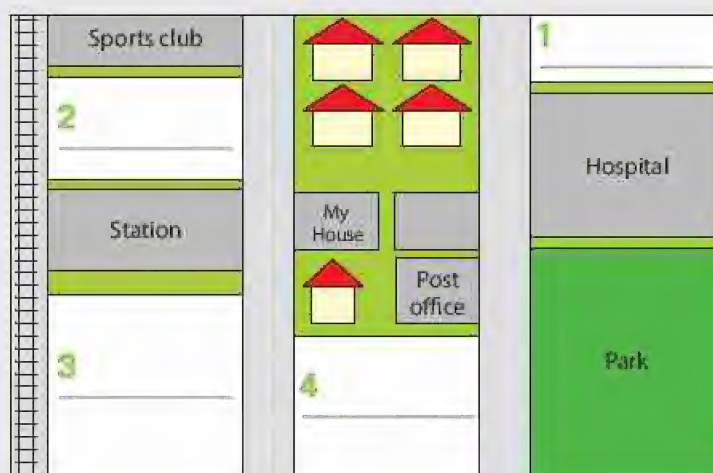 Sports club
1
2
Hospital
My
House
Station
Post
office
3
Park
4